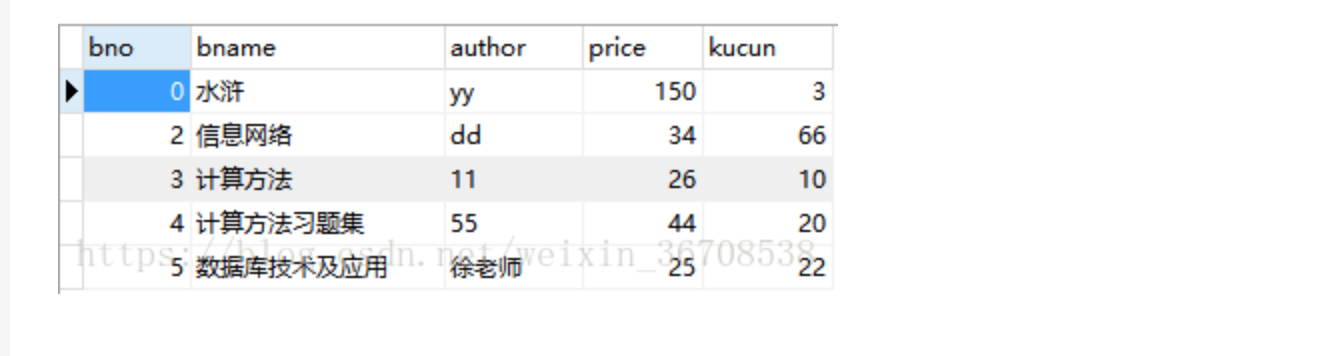 bno bname author price kucun
0 水浒 yy 150 3
2 信息网络 dd 34 66
3 计算方法 11 26 10
4 计算方法习题集 55 44 20
https://blog.csdn.net/weixin_36708538
5 数据库技术及应用 徐老师 25 22